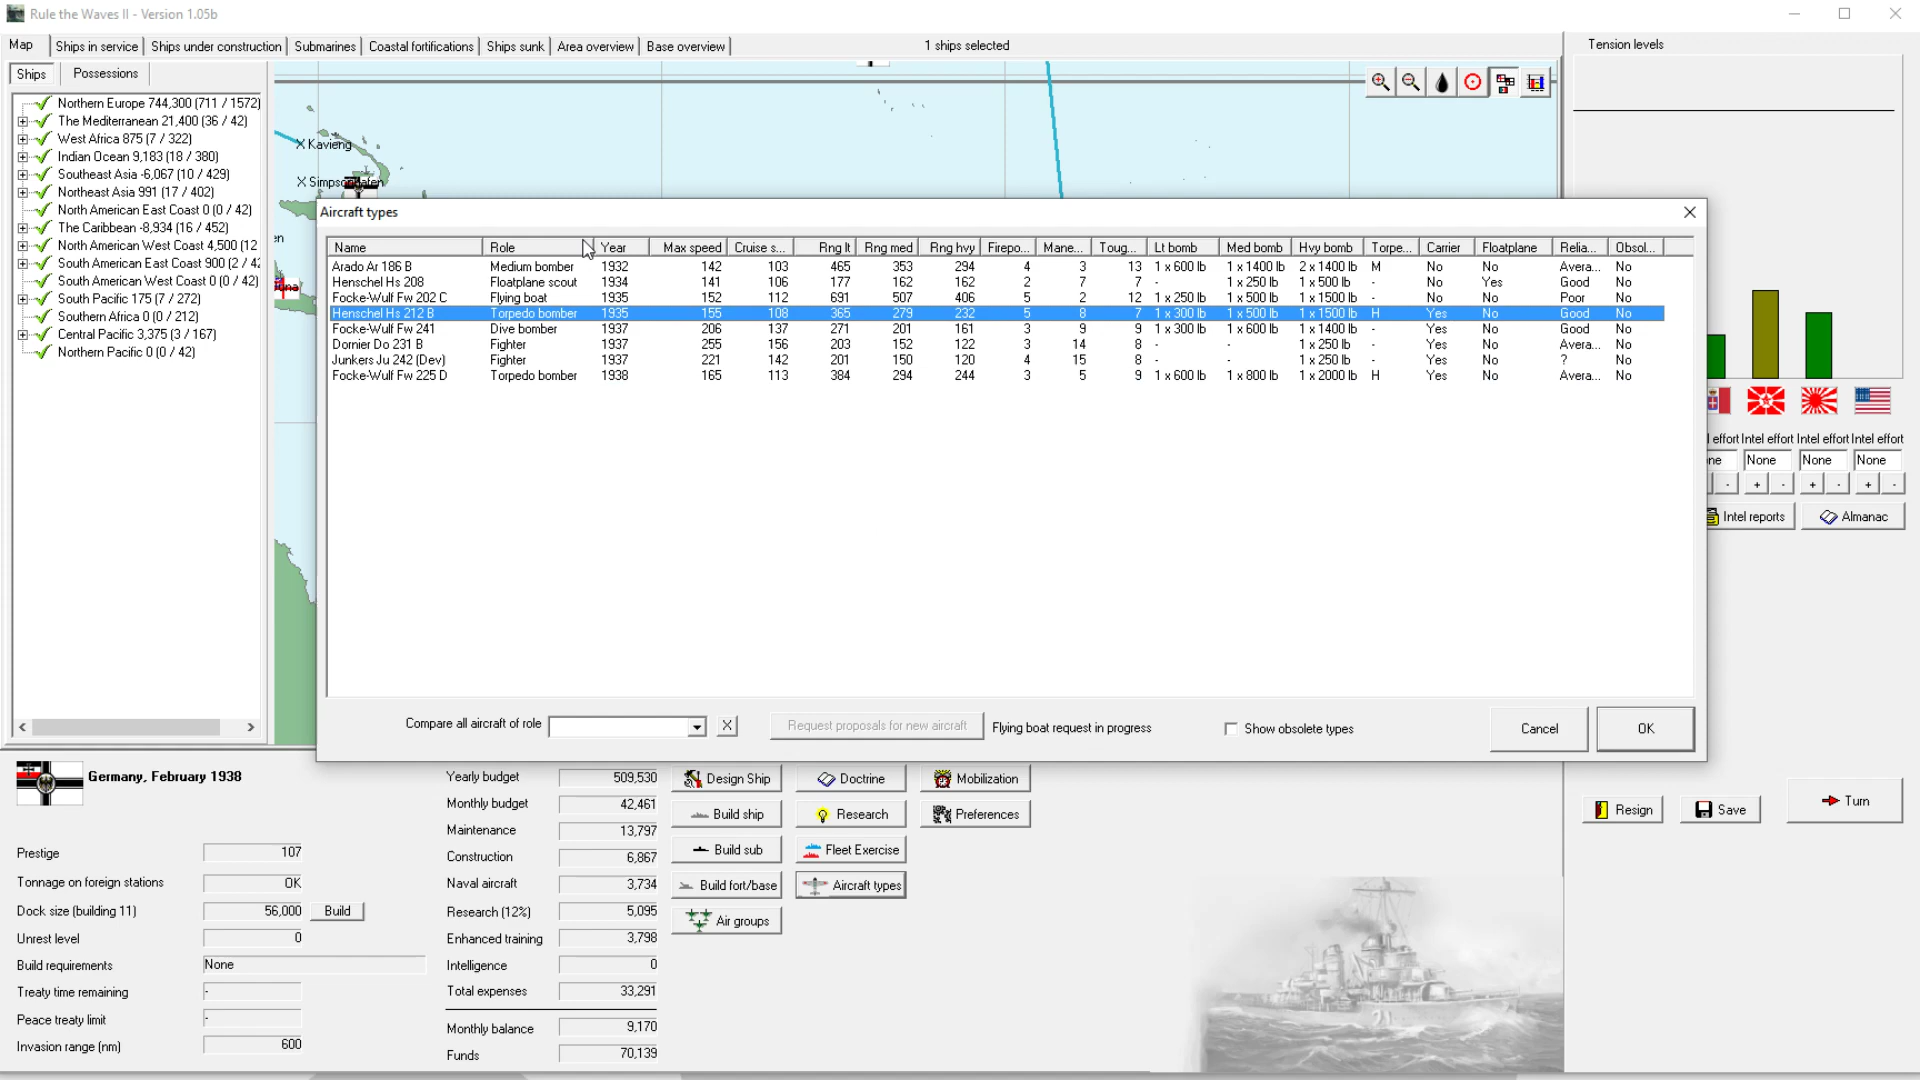 Rule the Waves II - Version 1.05b
Map
Ships in service
Ships under construction
Submarines
Coastal fortifications
Ships sunk
Area overview
Base overview
1 ships selected
Tension levels
Ships
Possessions
Northern Europe 744,300 (711 / 1572)
The Mediterranean 21,400 (36 / 42)
West Africa 875 (7 / 322)
Indian Ocean 9,183 (18 / 380)
Southeast Asia -6,067 (10 / 429)
Northeast Asia 991 (17 / 402)
North American East Coast 0 (0 / 42)
The Caribbean -8,934 (16 / 452)
North American West Coast 4,500 (12
South American East Coast 900 (2 / 42
South American West Coast 0 (0 / 42)
South Pacific 175 (7 / 272)
Southern Africa 0 (0 / 212)
Central Pacific 3,375 (3 / 167)
Northern Pacific 0 (0 / 42)
X Kavieng
X Simpsonhafen
Aircraft types
Name Role Year Max speed Cruise s... Rng lt Rng med Rng hvy Firepo... Mane... Toug... Lt bomb Med bomb Hvy bomb Torpe... Carrier Floatplane Relia... Obsol...
Arado Ar 186 B Medium bomber 1932 142 103 465 353 294 4 3 13 1 x 600 lb 1 x 1400 lb 2 x 1400 lb M No No Avera... No
Henschel Hs 208 Floatplane scout 1934 141 106 177 162 162 2 7 7 - 1 x 250 lb 1 x 500 lb - No Yes Good No
Focke-Wulf Fw 202 C Flying boat 1935 152 112 691 507 406 5 2 12 1 x 250 lb 1 x 500 lb 1 x 1500 lb - No No Poor No
Henschel Hs 212 B Torpedo bomber 1935 155 108 365 279 232 5 8 7 1 x 300 lb 1 x 500 lb 1 x 1500 lb H Yes No Good No
Focke-Wulf Fw 241 Dive bomber 1937 206 137 271 201 161 3 9 9 1 x 300 lb 1 x 600 lb 1 x 1400 lb - Yes No Good No
Dornier Do 231 B Fighter 1937 255 156 203 152 122 3 14 8 - - 1 x 250 lb - Yes No Avera... No
Junkers Ju 242 (Dev) Fighter 1937 221 142 201 150 120 4 15 8 - - 1 x 250 lb - Yes No ? No
Focke-Wulf Fw 225 D Torpedo bomber 1938 165 113 384 294 244 3 5 9 1 x 600 lb 1 x 800 lb 1 x 2000 lb H Yes No Avera... No
Compare all aircraft of role
X
Request proposals for new aircraft
Flying boat request in progress
Show obsolete types
Cancel
OK
l effort Intel effort Intel effort Intel effort
ne None None None
- + - + - + -
Intel reports
Almanac
Germany, February 1938
Prestige 107
Tonnage on foreign stations OK
Dock size (building 11) 56,000 Build
Unrest level 0
Build requirements None
Treaty time remaining -
Peace treaty limit -
Invasion range (nm) 600
Yearly budget 509,530
Monthly budget 42,461
Maintenance 13,797
Construction 6,867
Naval aircraft 3,734
Research (12%) 5,095
Enhanced training 3,798
Intelligence 0
Total expenses 33,291
Monthly balance 9,170
Funds 70,139
Design Ship
Doctrine
Mobilization
Build ship
Research
Preferences
Build sub
Fleet Exercise
Build fort/base
Aircraft types
Air groups
Resign
Save
Turn